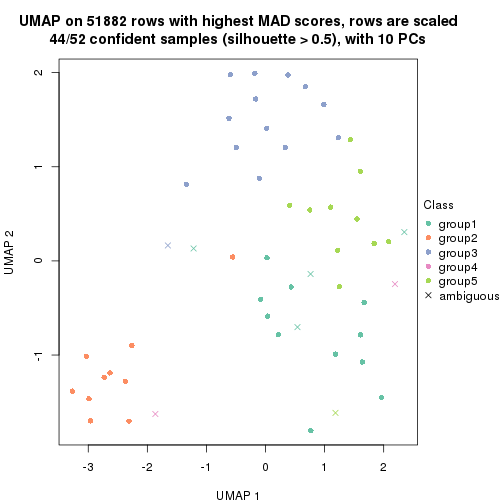 UMAP on 51882 rows with highest MAD scores, rows are scaled
44/52 confident samples (silhouette > 0.5), with 10 PCs
2
1
0
-1
UMAP 2
-3
-2
-1
0
1
2
UMAP 1
Class
group1
group2
group3
group4
group5
ambiguous